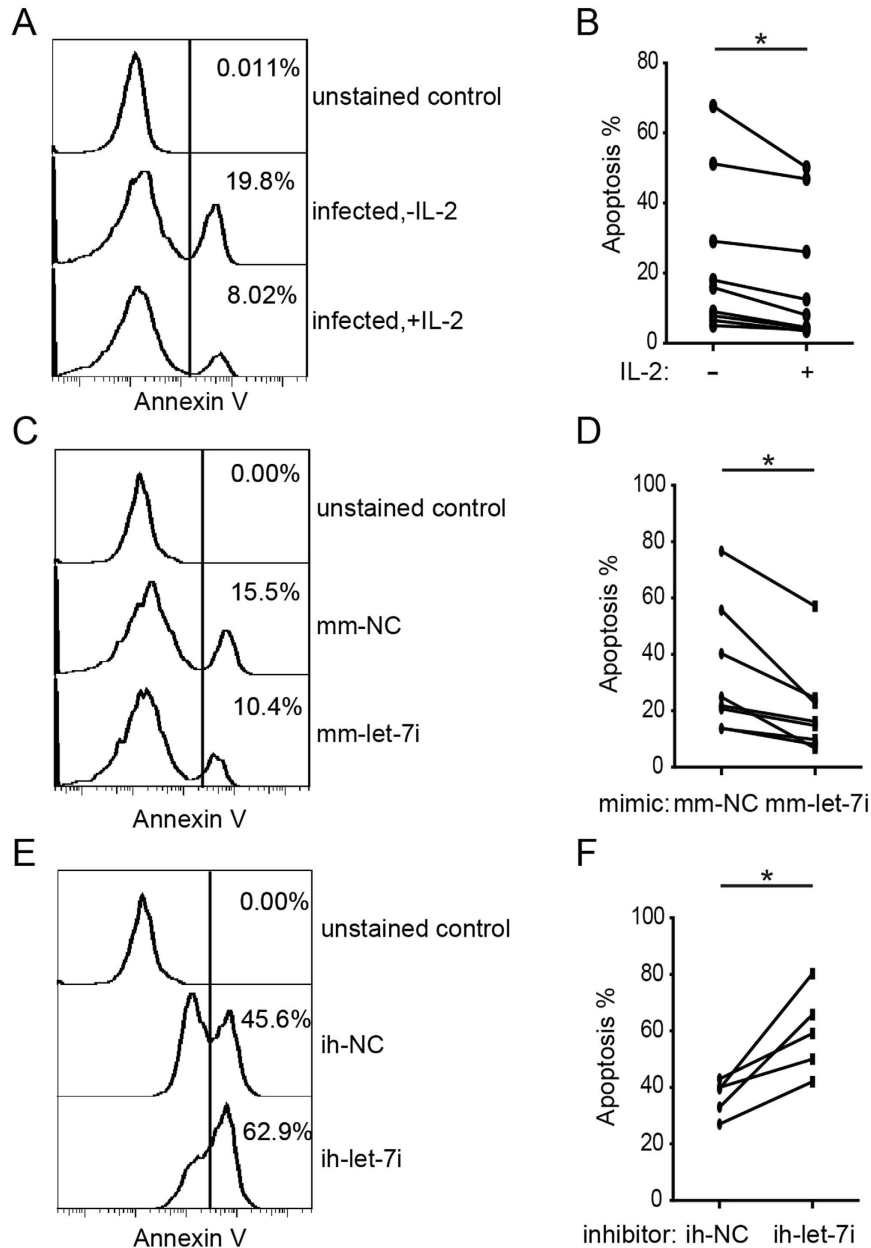 A
0.011%
unstained control
19.8%
infected,-IL-2
8.02%
infected,+IL-2
Annexin V
B
*
80
60
40
20
0
Apoptosis %
IL-2: – +
C
0.00%
unstained control
15.5%
mm-NC
10.4%
mm-let-7i
Annexin V
D
*
100
80
60
40
20
0
Apoptosis %
mimic: mm-NC mm-let-7i
E
0.00%
unstained control
45.6%
ih-NC
62.9%
ih-let-7i
Annexin V
F
*
100
80
60
40
20
0
Apoptosis %
inhibitor: ih-NC ih-let-7i